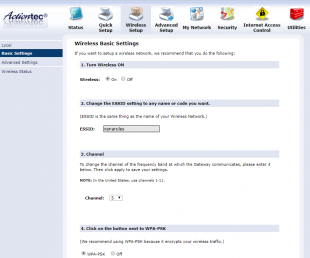 Actiontec®
Status
Quick Setup
Wireless Setup
Advanced Setup
My Network
Security
Internet Access Control
Utilities
Local
Basic Settings
Advanced Settings
Wireless Status
Wireless Basic Settings
If you want to setup a wireless network, we recommend that you do the following:
1. Turn Wireless ON
Wireless: On Off
2. Change the ESSID setting to any name or code you want.
(ESSID is the same thing as the name of your Wireless Network.)
ESSID:
3. Channel
To change the channel of the frequency band at which the Gateway communicates, please enter it
below. Then click apply to save your settings.
NOTE: In the United States, use channels 1-11.
Channel: 5
4. Click on the button next to WPA-PSK
(We recommend using WPA-PSK because it encrypts your wireless traffic.)
WPA-PSK Off